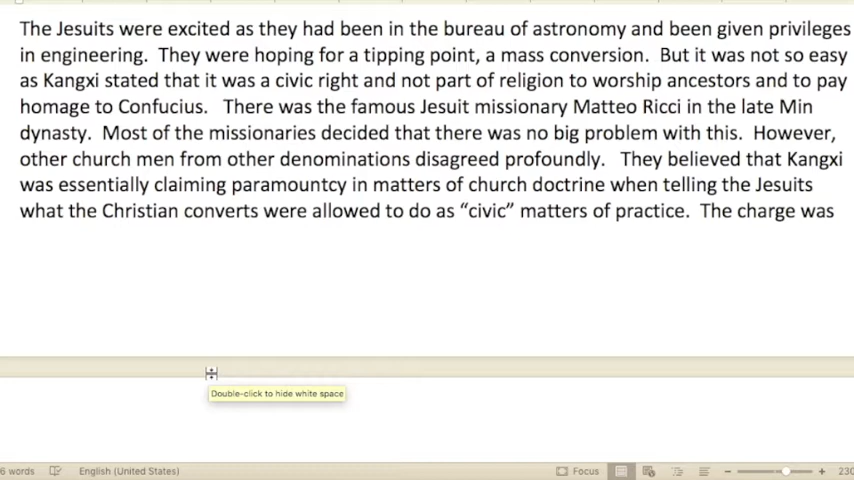 The Jesuits were excited as they had been in the bureau of astronomy and been given privileges
in engineering.  They were hoping for a tipping point, a mass conversion.  But it was not so easy
as Kangxi stated that it was a civic right and not part of religion to worship ancestors and to pay
homage to Confucius.   There was the famous Jesuit missionary Matteo Ricci in the late Min
dynasty.  Most of the missionaries decided that there was no big problem with this.  However,
other church men from other denominations disagreed profoundly.   They believed that Kangxi
was essentially claiming paramountcy in matters of church doctrine when telling the Jesuits
what the Christian converts were allowed to do as “civic” matters of practice.  The charge was
Double-click to hide white space
6 words English (United States) Focus 230